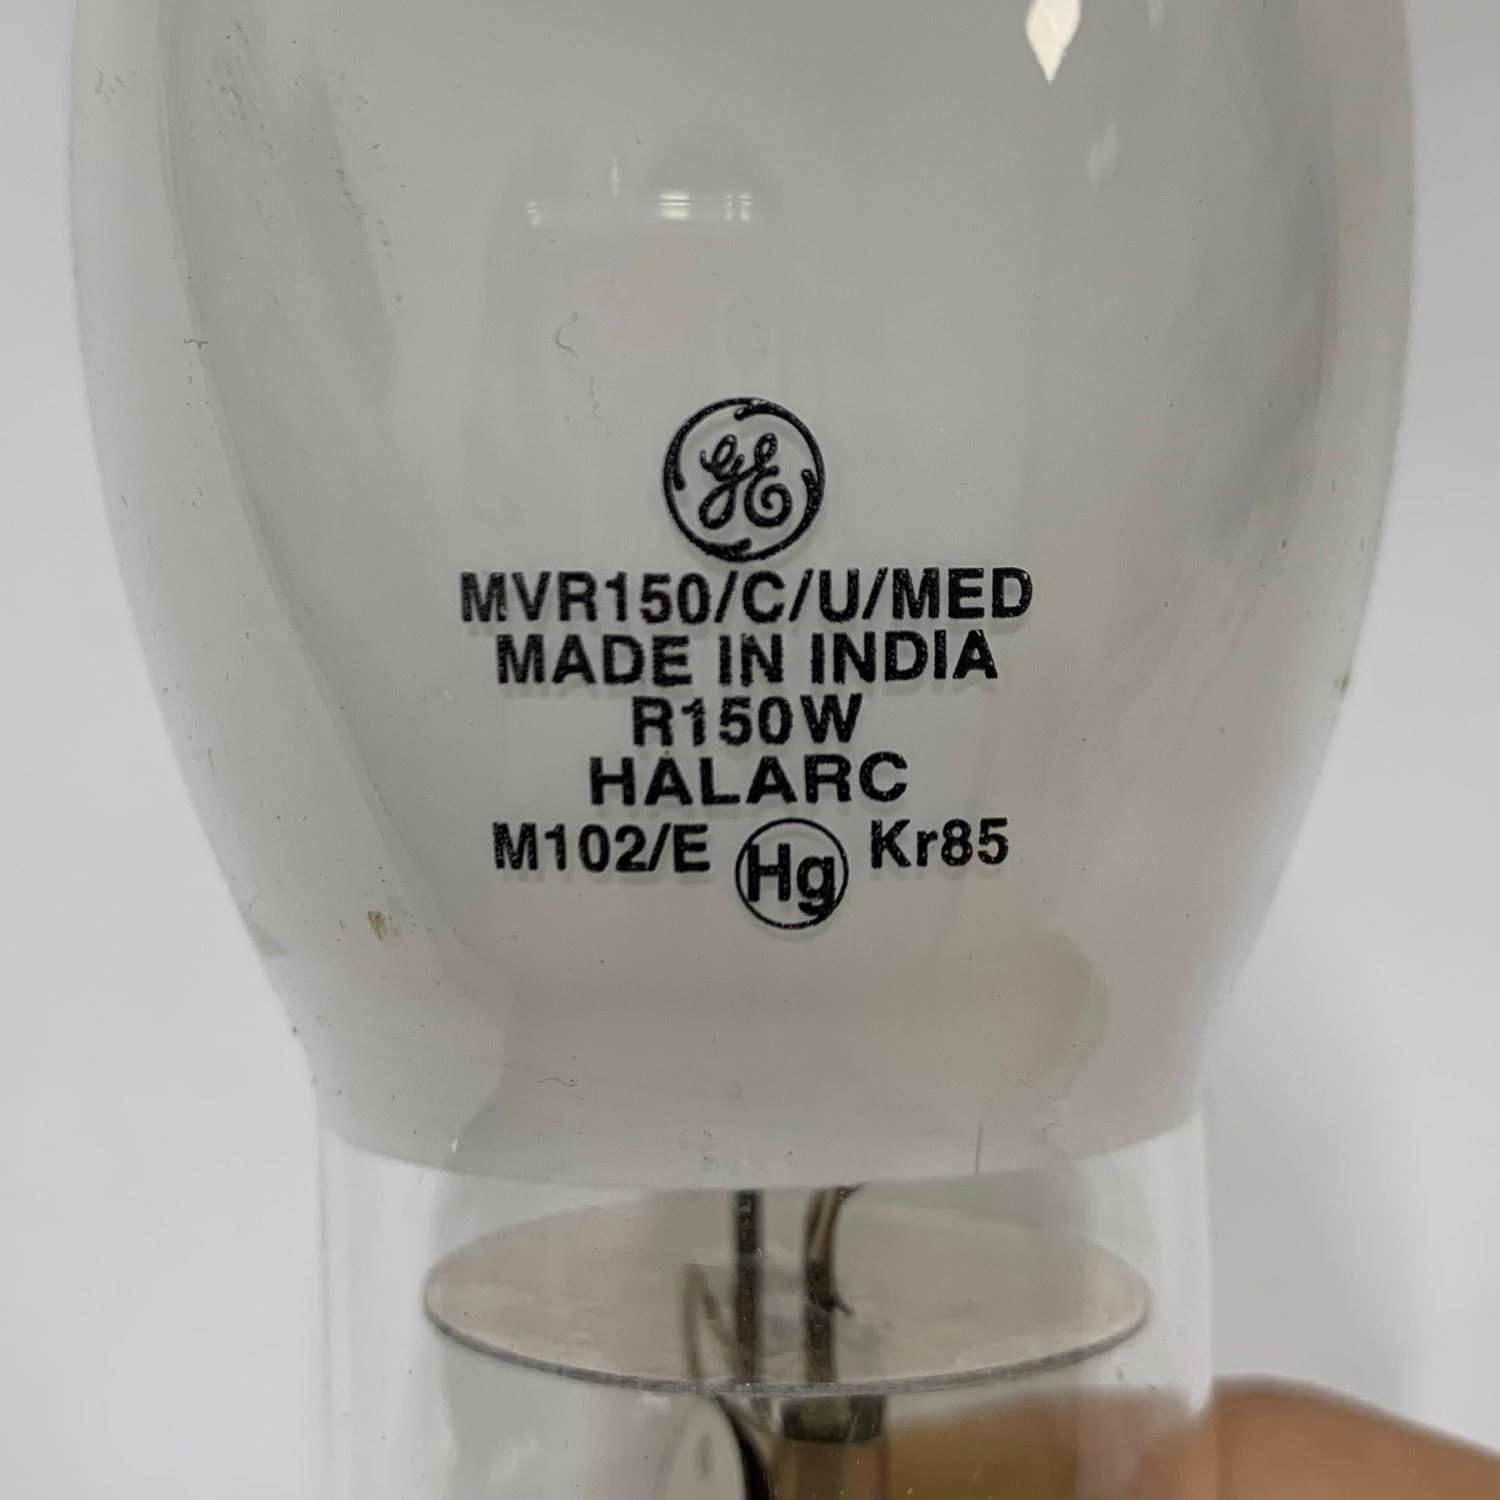 GE
MVR150/C/U/MED
MADE IN INDIA
R150W
HALARC
M102/E Hg Kr85